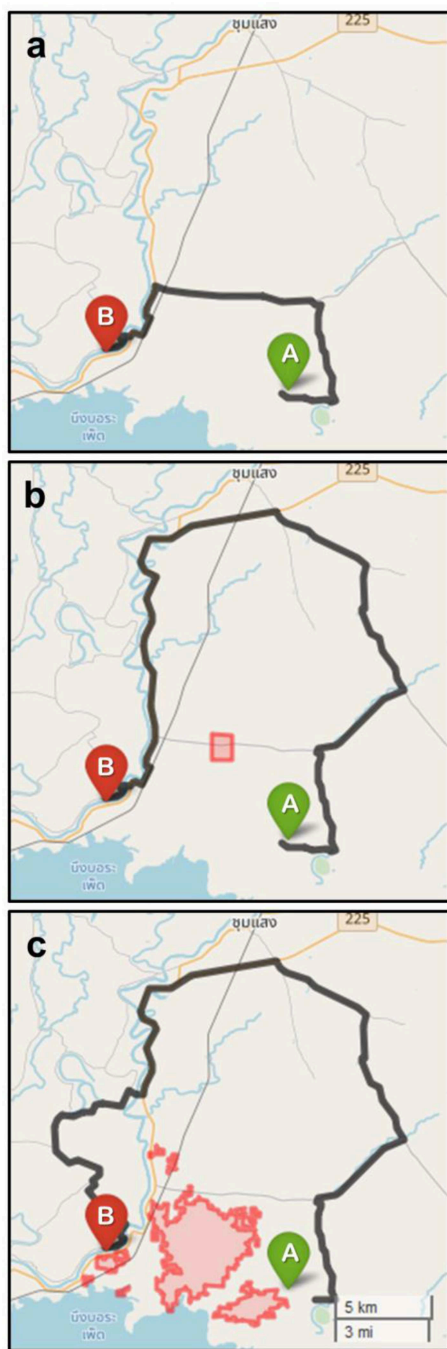 a
ชุมแสง
225
B
A
บึงบอระ
เพ็ด
b
ชุมแสง
225
B
A
บึงบอระ
เพ็ด
c
ชุมแสง
225
B
A
บึงบอระ
เพ็ด
5 km
3 mi